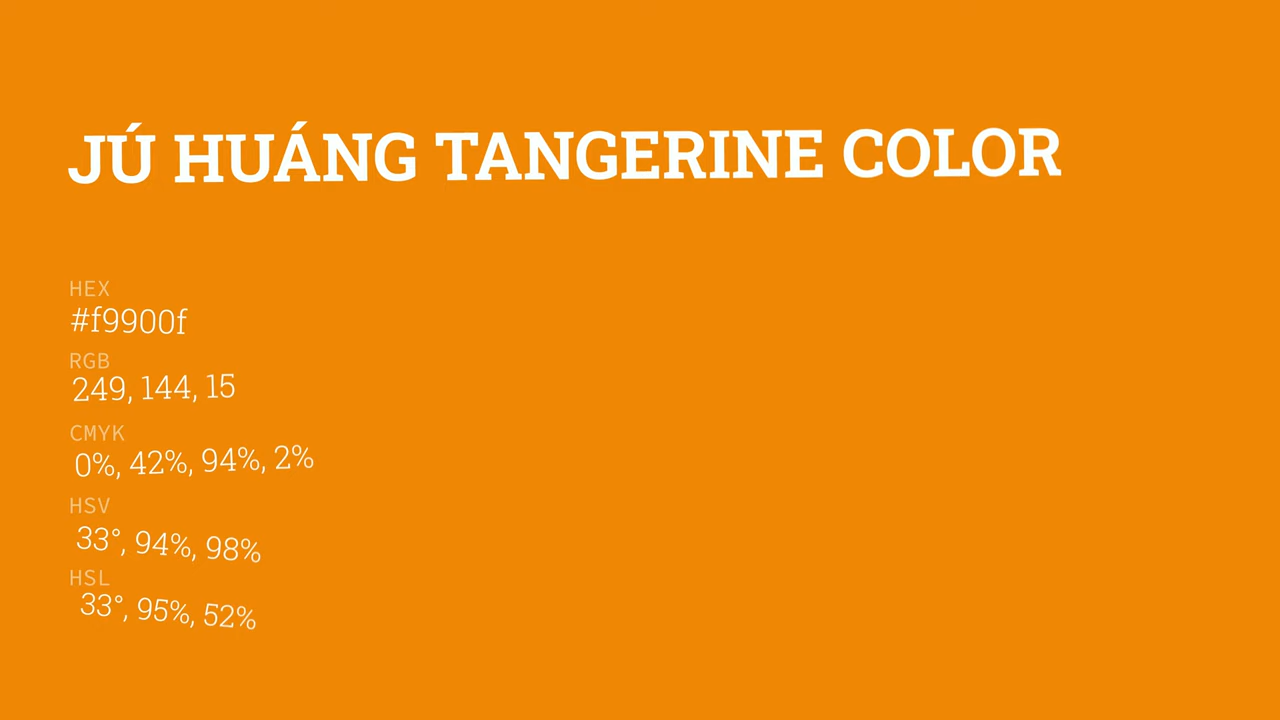 JÚ HUÁNG TANGERINE COLOR
HEX
#f9900f
RGB
249, 144, 15
CMYK
0%, 42%, 94%, 2%
HSV
33°, 94%, 98%
HSL
33°, 95%, 52%